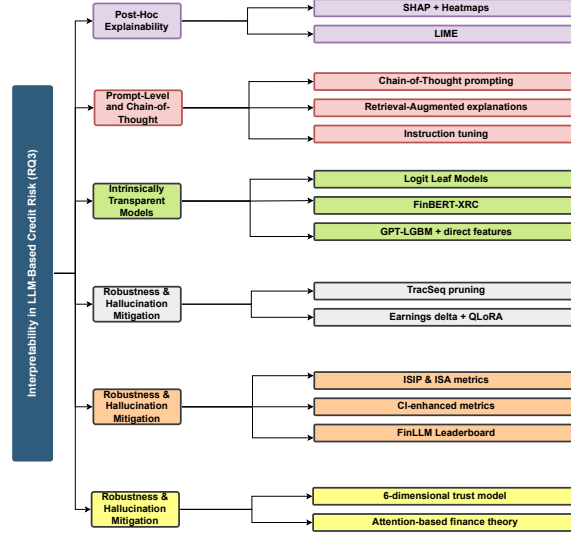 Interpretability in LLM-Based Credit Risk (RQ3)
Post-Hoc
Explainability
SHAP + Heatmaps
LIME
Prompt-Level
and Chain-of-
Thought
Chain-of-Thought prompting
Retrieval-Augmented explanations
Instruction tuning
Intrinsically
Transparent
Models
Logit Leaf Models
FinBERT-XRC
GPT-LGBM + direct features
Robustness &
Hallucination
Mitigation
TracSeq pruning
Earnings delta + QLoRA
Robustness &
Hallucination
Mitigation
ISIP & ISA metrics
CI-enhanced metrics
FinLLM Leaderboard
Robustness &
Hallucination
Mitigation
6-dimensional trust model
Attention-based finance theory